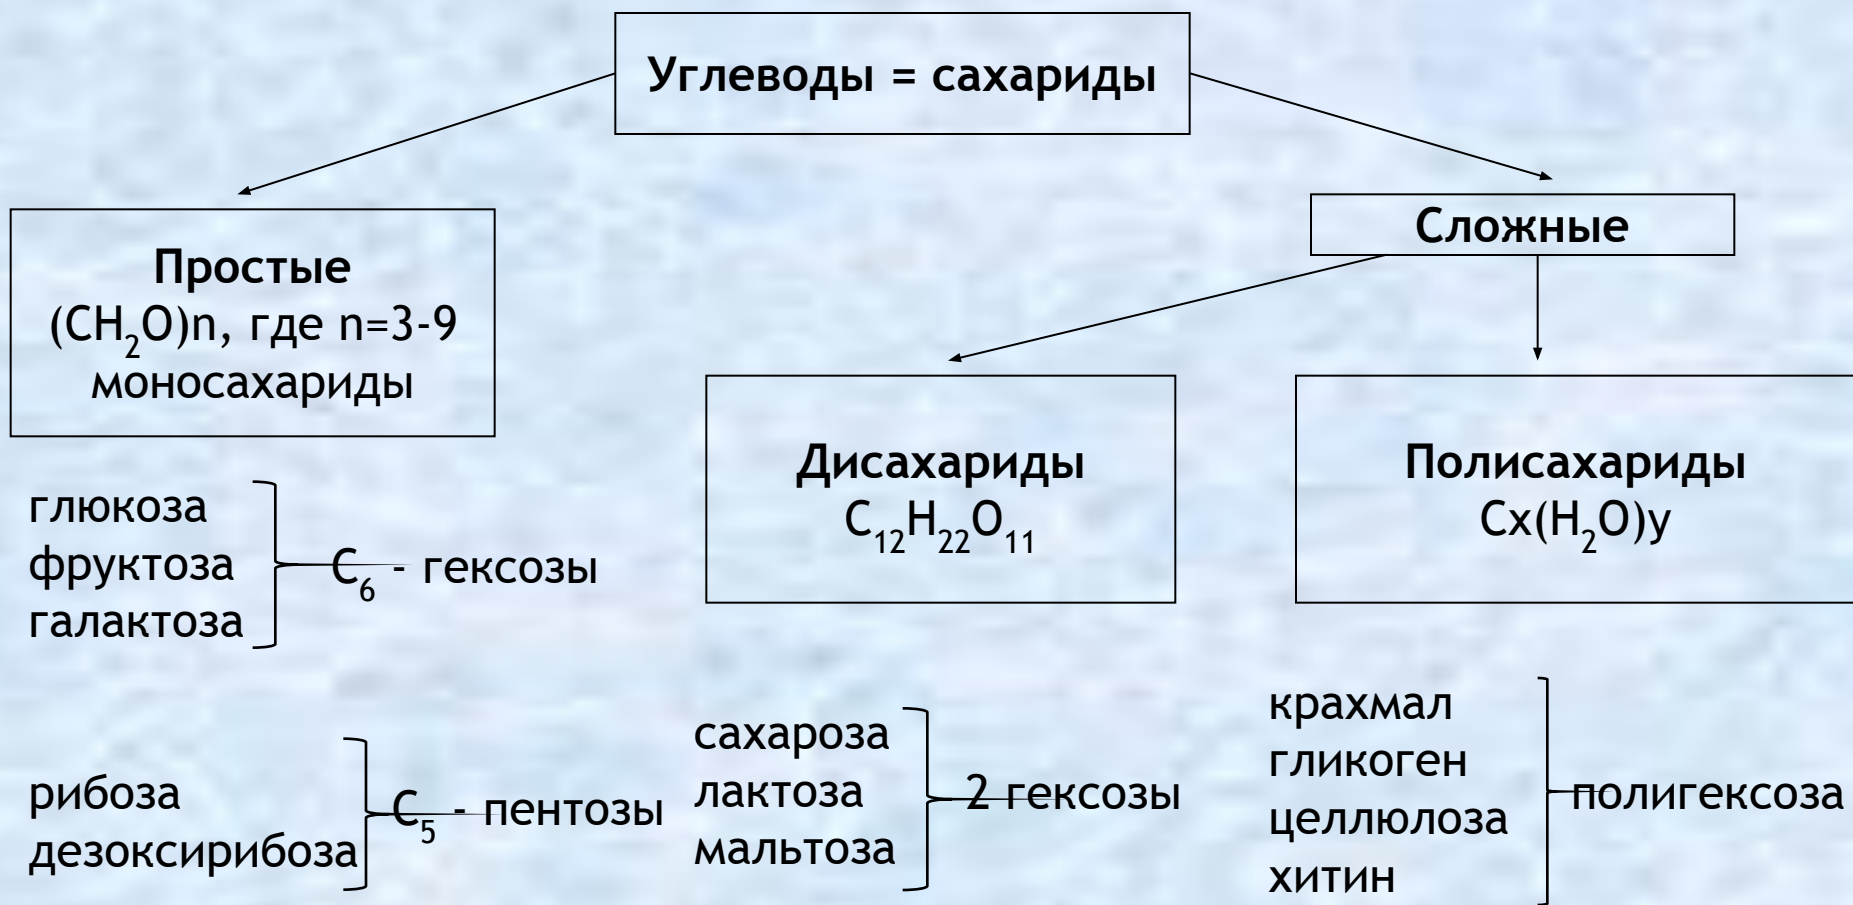 Углеводы = сахариды
Простые
(CH₂O)n, где n=3-9
моносахариды
Сложные
Дисахариды
C₁₂H₂₂O₁₁
Полисахариды
Cx(H₂O)y
глюкоза
фруктоза
галактоза
C₆ - гексозы
рибоза
дезоксирибоза
C₅ - пентозы
сахароза
лактоза
мальтоза
2 гексозы
крахмал
гликоген
целлюлоза
хитин
полигексоза